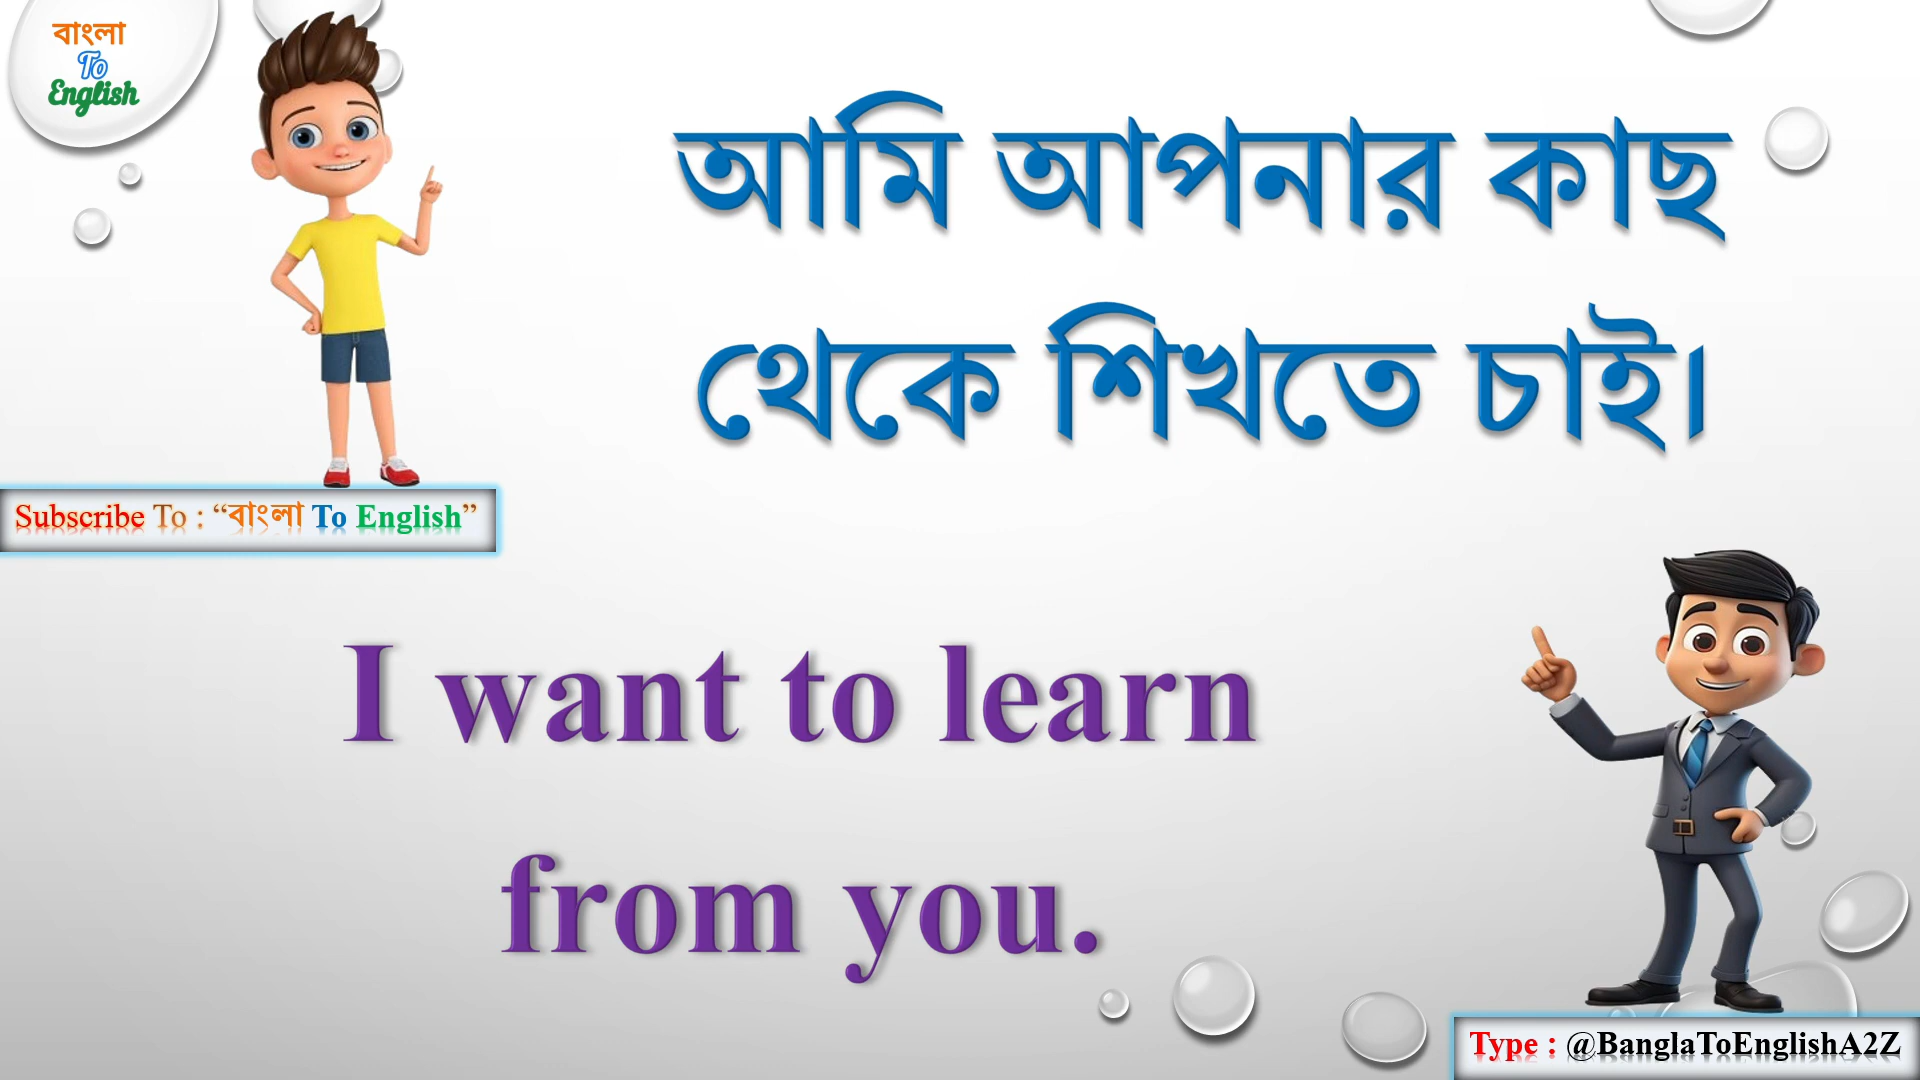 বাংলা
To
English
আমি আপনার কাছ
থেকে শিখতে চাই।
Subscribe To : “বাংলা To English”
I want to learn
from you.
Type : @BanglaToEnglishA2Z